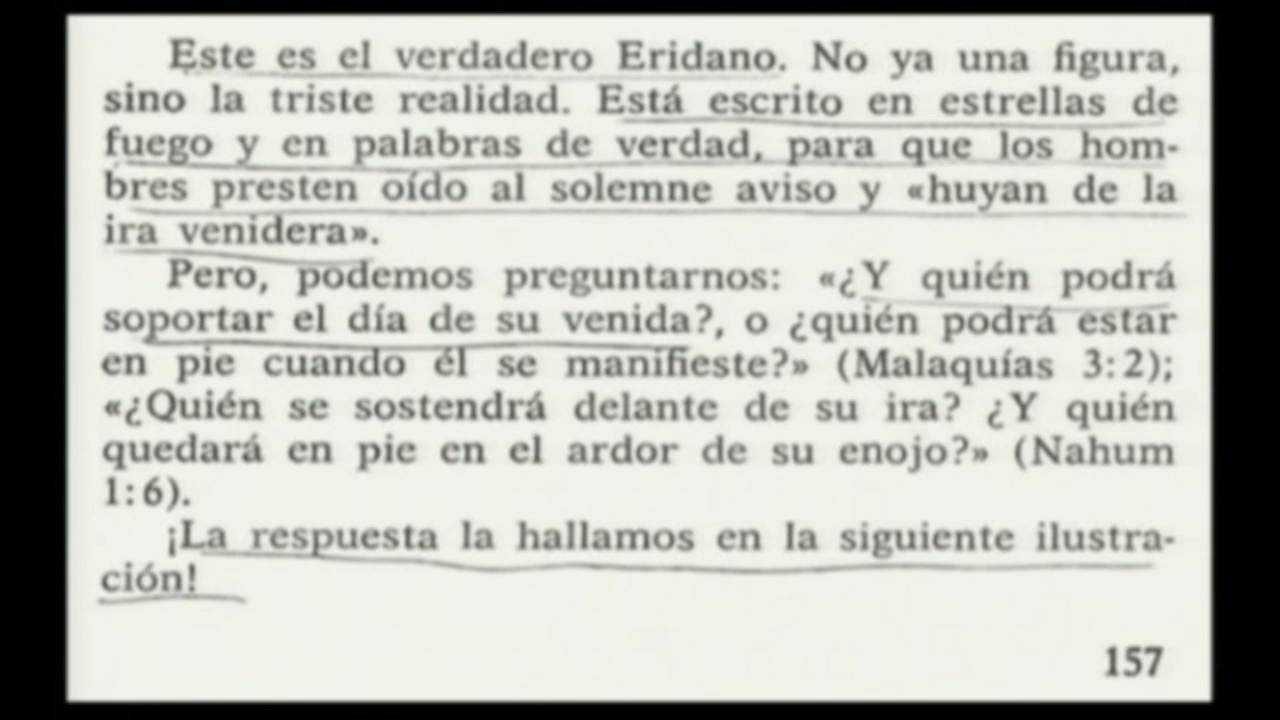 Este es el verdadero Eridano. No ya una figura,
sino la triste realidad. Está escrito en estrellas de
fuego y en palabras de verdad, para que los hom-
bres presten oído al solemne aviso y «huyan de la
ira venidera».
Pero, podemos preguntarnos: «¿Y quién podrá
soportar el día de su venida?, o ¿quién podrá estar
en pie cuando él se manifieste?» (Malaquías 3:2);
«¿Quién se sostendrá delante de su ira? ¿Y quién
quedará en pie en el ardor de su enojo?» (Nahum
1:6).
¡La respuesta la hallamos en la siguiente ilustra-
ción!
157